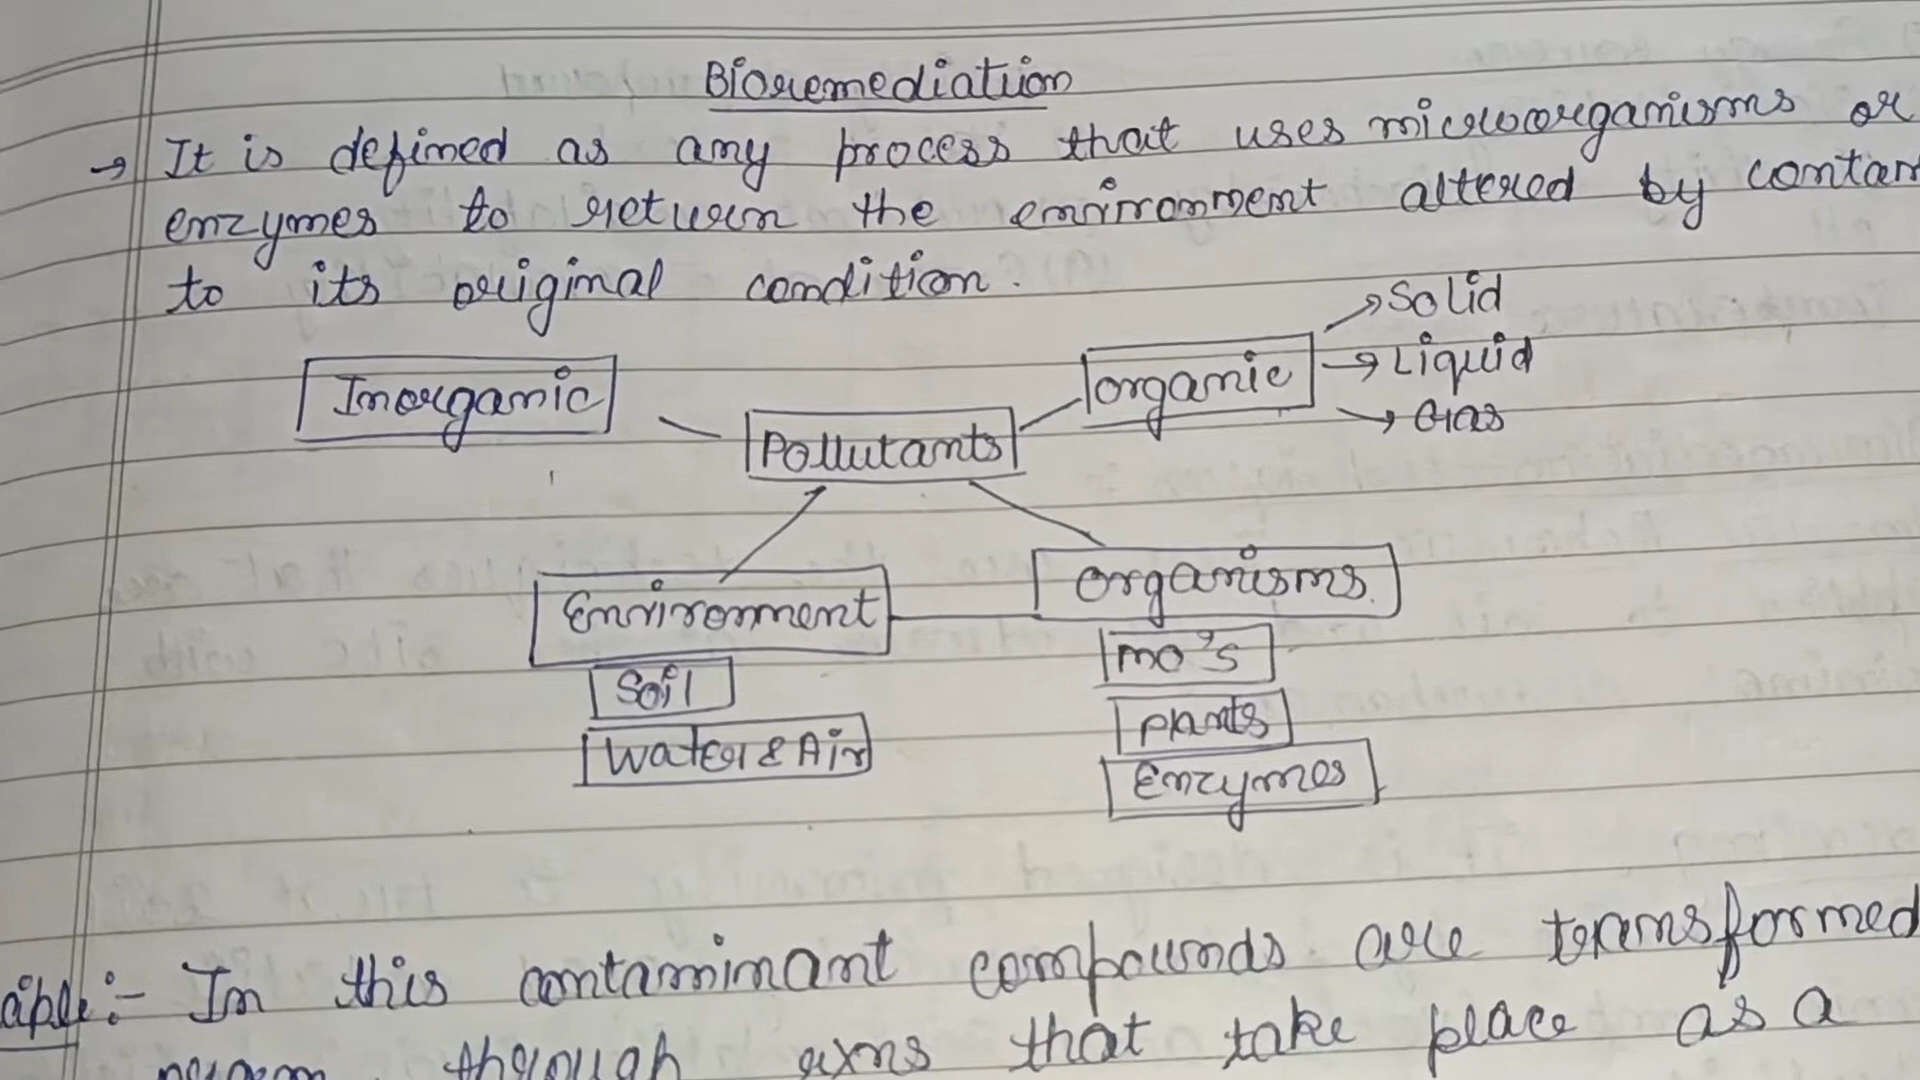 Bioremediation
→ It is defined as any process that uses microorganisms or
enzymes to return the environment altered by contam
to its original condition.
Inorganic
Pollutants
organic
→ Solid
→ Liquid
→ Gas
Environment
Soil
Water & Air
Organisms.
mo's
plants
Enzymes
iple:- In this contaminant compounds are transformed
through rxns that take place as a